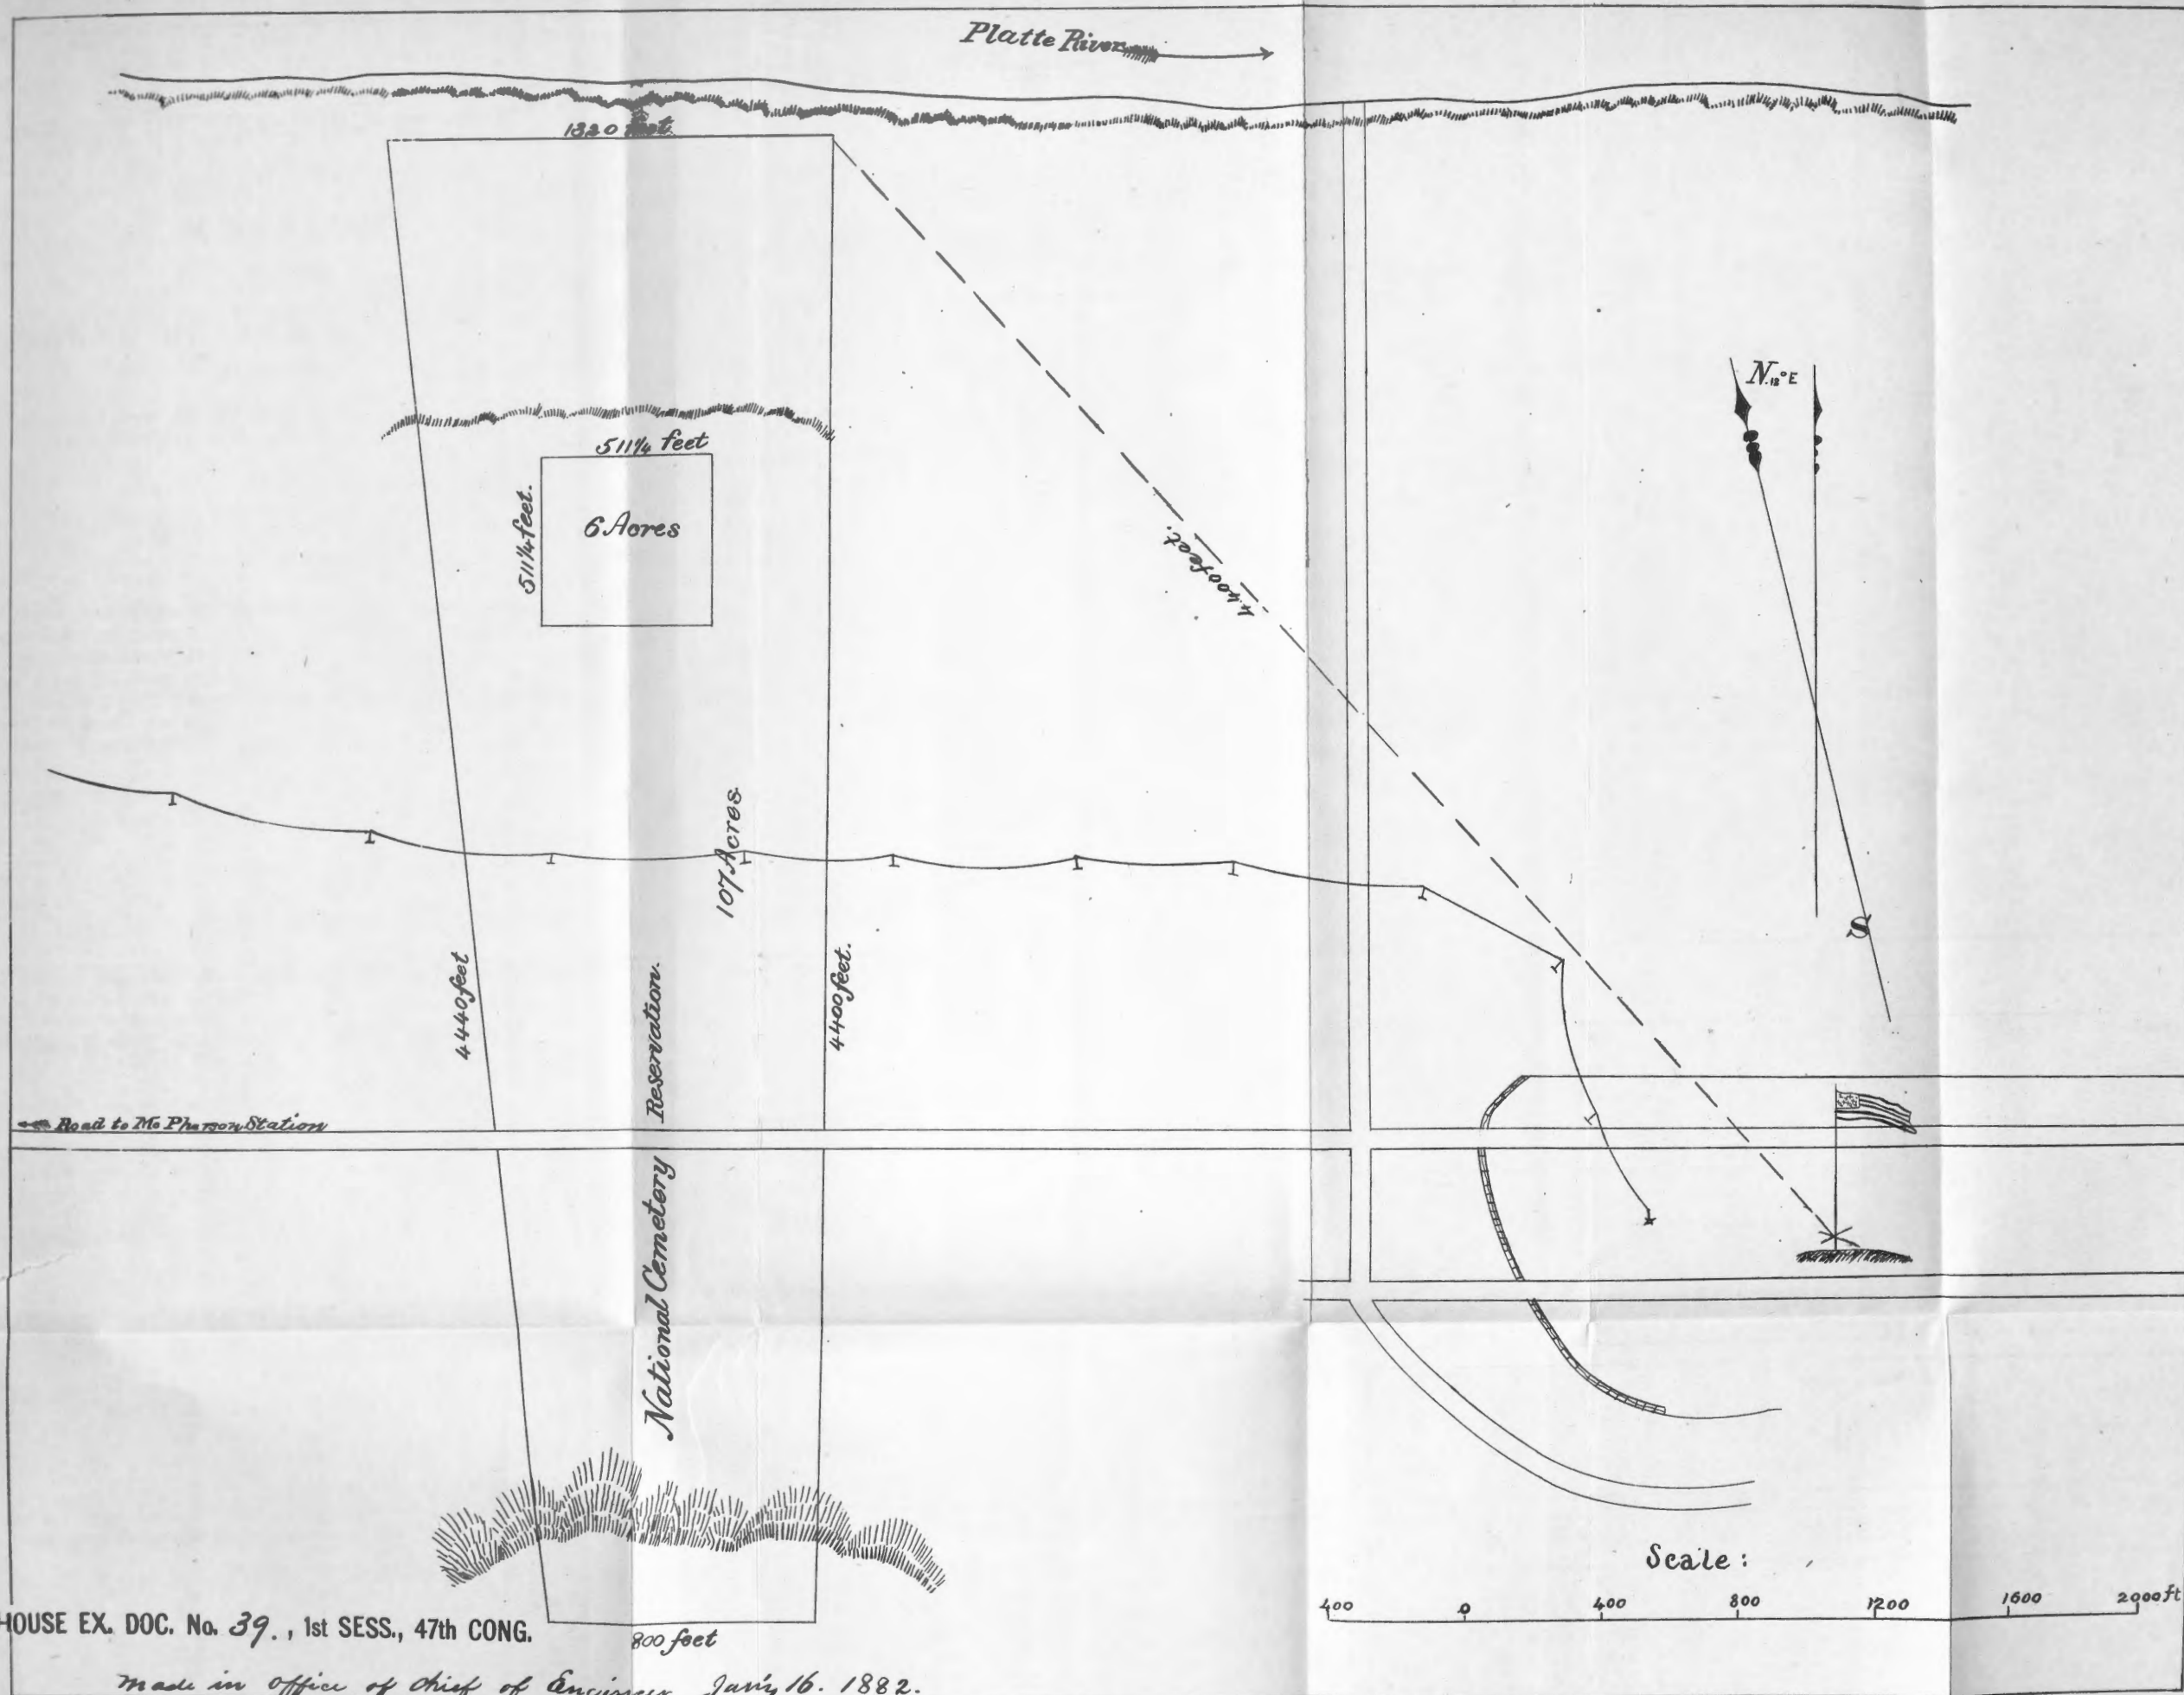 Platte River
1320 feet.
N. 12° E
511¼ feet
511¼ feet.
6 Acres
4400 feet.
107 Acres.
S
4440 feet
National Cemetery Reservation.
4400 feet.
Road to McPherson Station
Scale:
400 0 400 800 1200 1600 2000 ft
HOUSE EX. DOC. No. 39., 1st SESS., 47th CONG.
800 feet
Made in office of Chief of Engineers Jan'y 16. 1882.